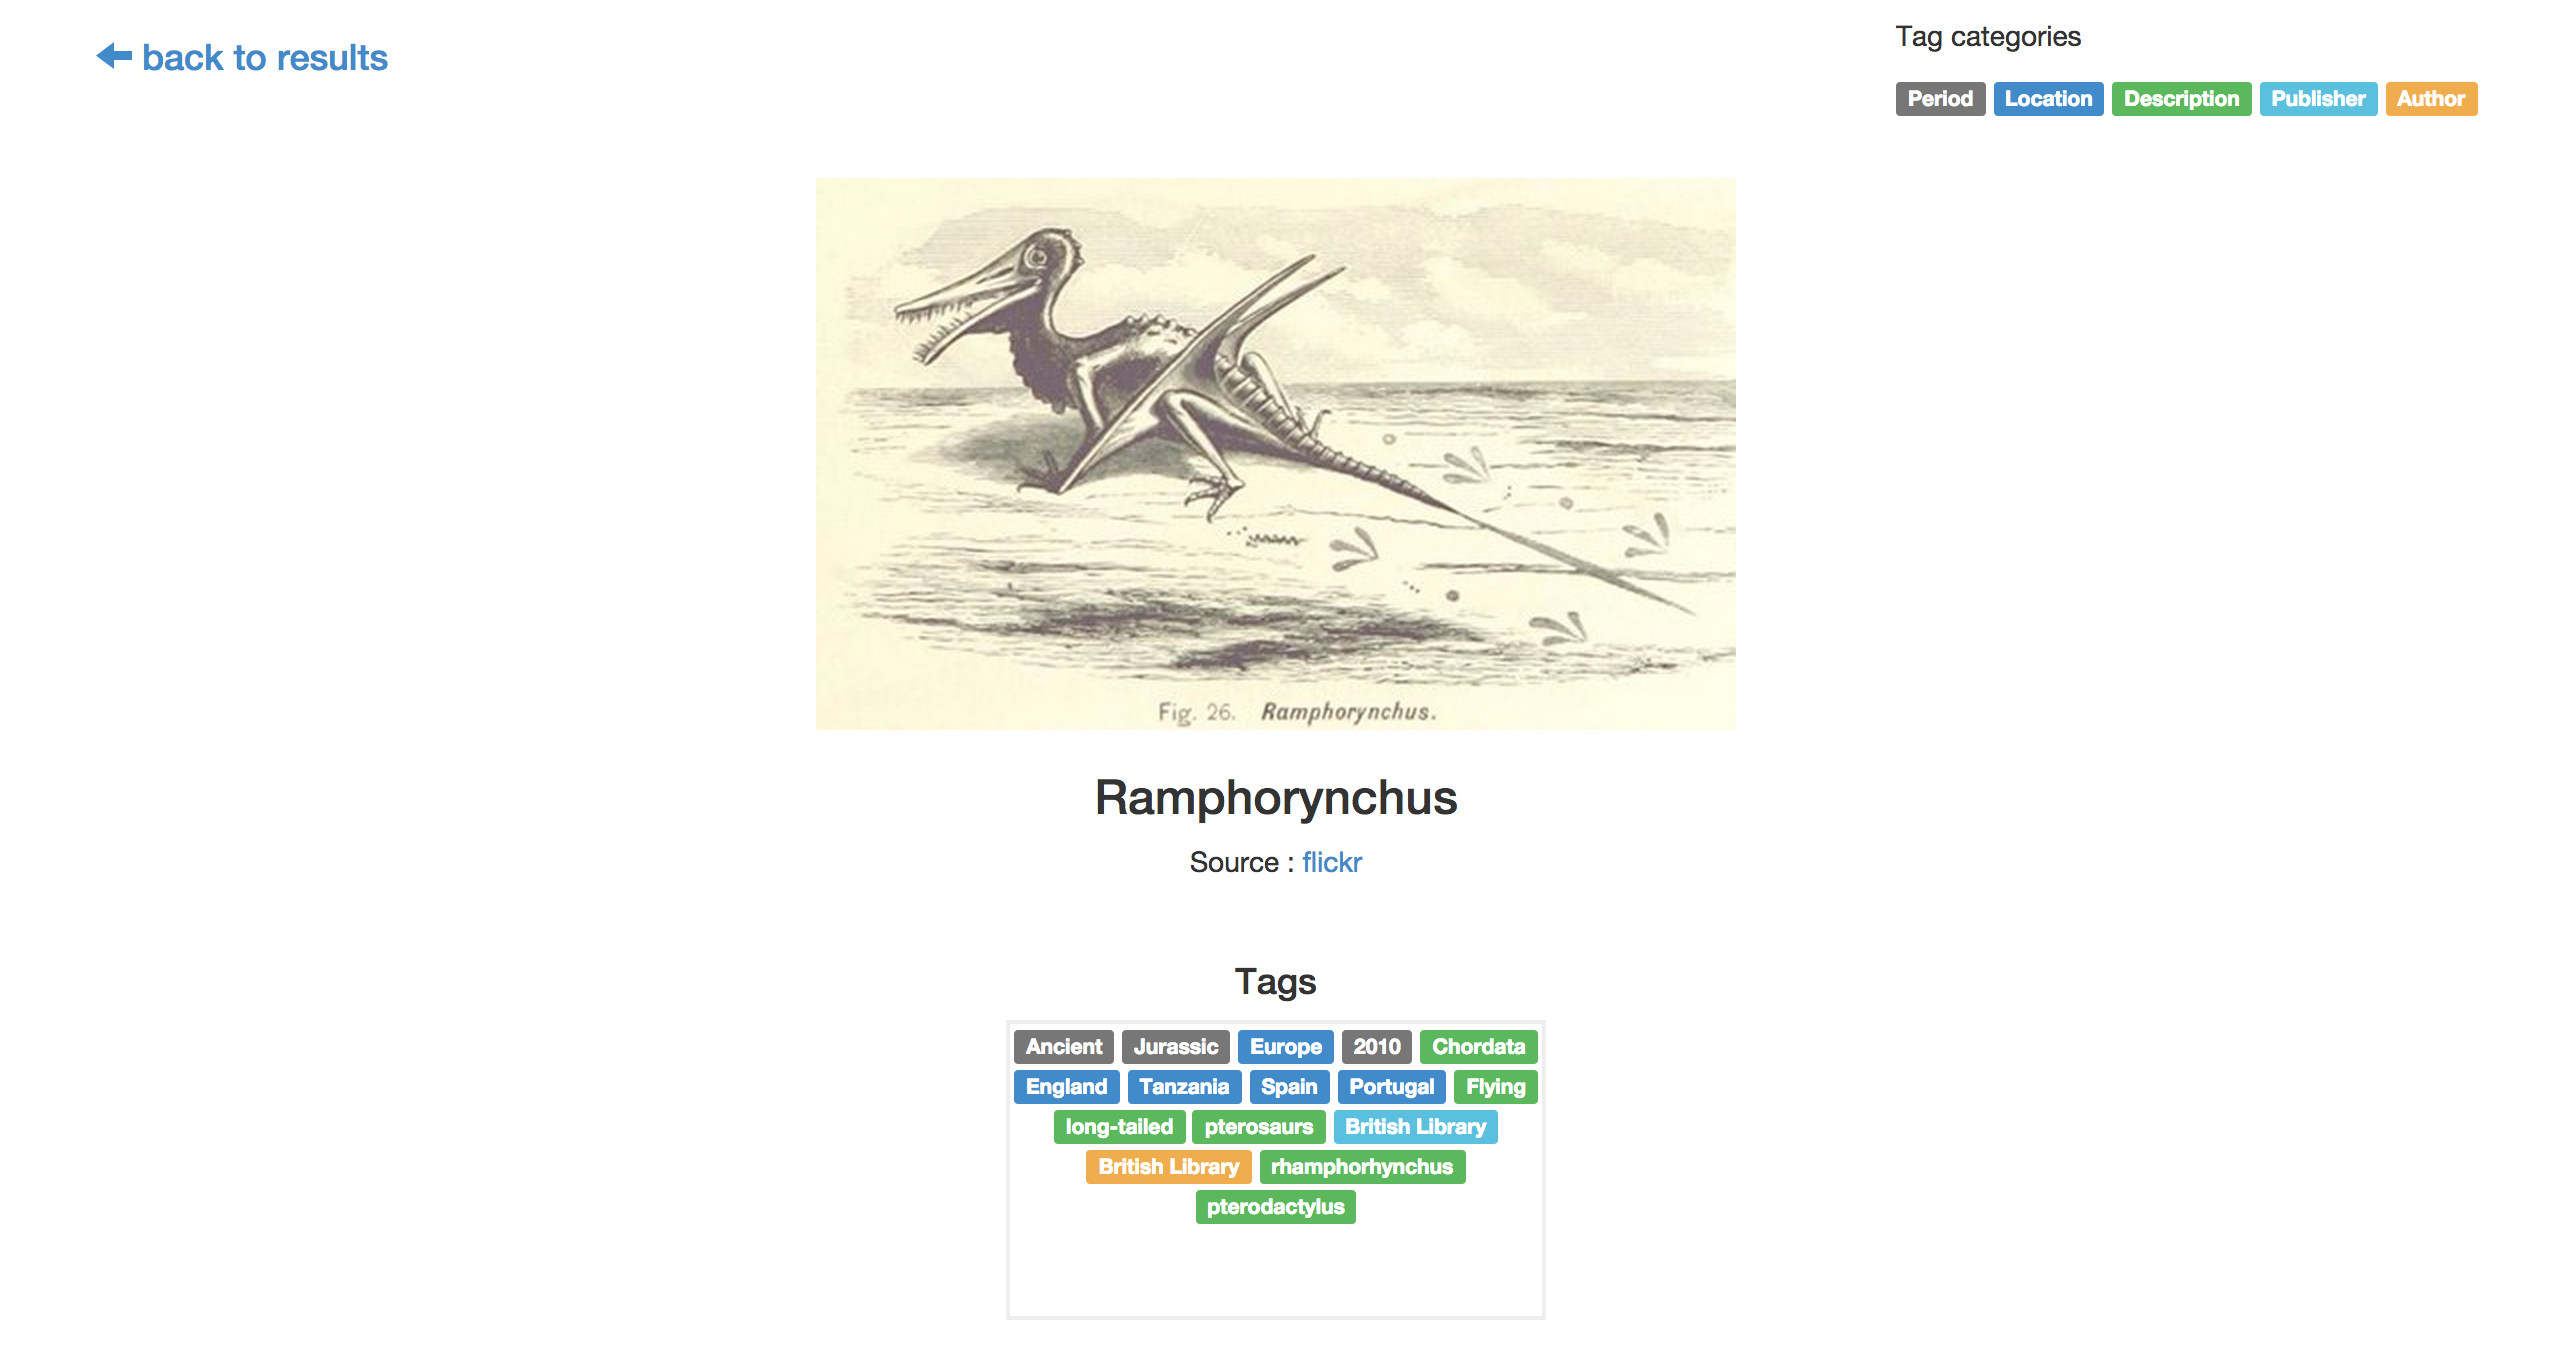 back to results
Tag categories
Period Location Description Publisher Author
Fig. 26. Ramphorynchus.
Ramphorynchus
Source : flickr
Tags
Ancient Jurassic Europe 2010 Chordata
England Tanzania Spain Portugal Flying
long-tailed pterosaurs British Library
British Library rhamphorhynchus
pterodactylus